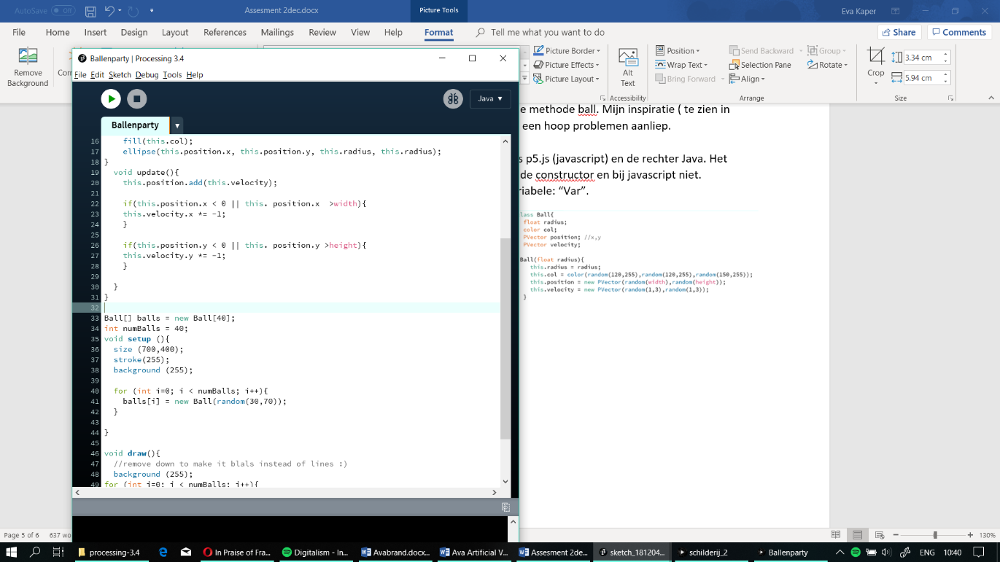 AutoSave Off
Assesment 2dec.docx
Picture Tools
Eva Kaper
File Home Insert Design Layout References Mailings Review View Help Format Tell me what you want to do
Share Comments
Remove Background
Picture Border
Picture Effects
Picture Layout
Alt Text
Accessibility
Position
Wrap Text
Bring Forward
Send Backward
Selection Pane
Align
Group
Rotate
Arrange
Crop
3.34 cm
5.94 cm
Size
Ballenparty | Processing 3.4
File Edit Sketch Debug Tools Help
Java
Ballenparty
16 fill(this.col);
17 ellipse(this.position.x, this.position.y, this.radius, this.radius);
18 }
19 void update(){
20 this.position.add(this.velocity);
21
22 if(this.position.x < 0 || this. position.x >width){
23 this.velocity.x *= -1;
24 }
25
26 if(this.position.y < 0 || this. position.y >height){
27 this.velocity.y *= -1;
28 }
29
30 }
31 }
32
33 Ball[] balls = new Ball[40];
34 int numBalls = 40;
35 void setup (){
36 size (700,400);
37 stroke(255);
38 background (255);
39
40 for (int i=0; i < numBalls; i++){
41 balls[i] = new Ball(random(30,70));
42 }
43
44 }
45
46 void draw(){
47 //remove down to make it blals instead of lines :)
48 background (255);
49 for (int i=0; i < numBalls; i++){
e methode ball. Mijn inspiratie ( te zien in
een hoop problemen aanliep.
s p5.js (javascript) en de rechter Java. Het
de constructor en bij javascript niet.
riabele: “Var”.
lass Ball{
float radius;
color col;
PVector position; //x,y
PVector velocity;
Ball(float radius){
this.radius = radius;
this.col = color(random(120,255),random(120,255),random(150,255));
this.position = new PVector(random(width),random(height));
this.velocity = new PVector(random(1,3),random(1,3));
}
Page 5 of 6 637 wo
130%
processing-3.4
In Praise of Fra...
Digitalism - In...
Avabrand.docx...
Ava Artificial V...
Assesment 2de...
sketch_181204...
schilderij_2
Ballenparty
ENG 10:40